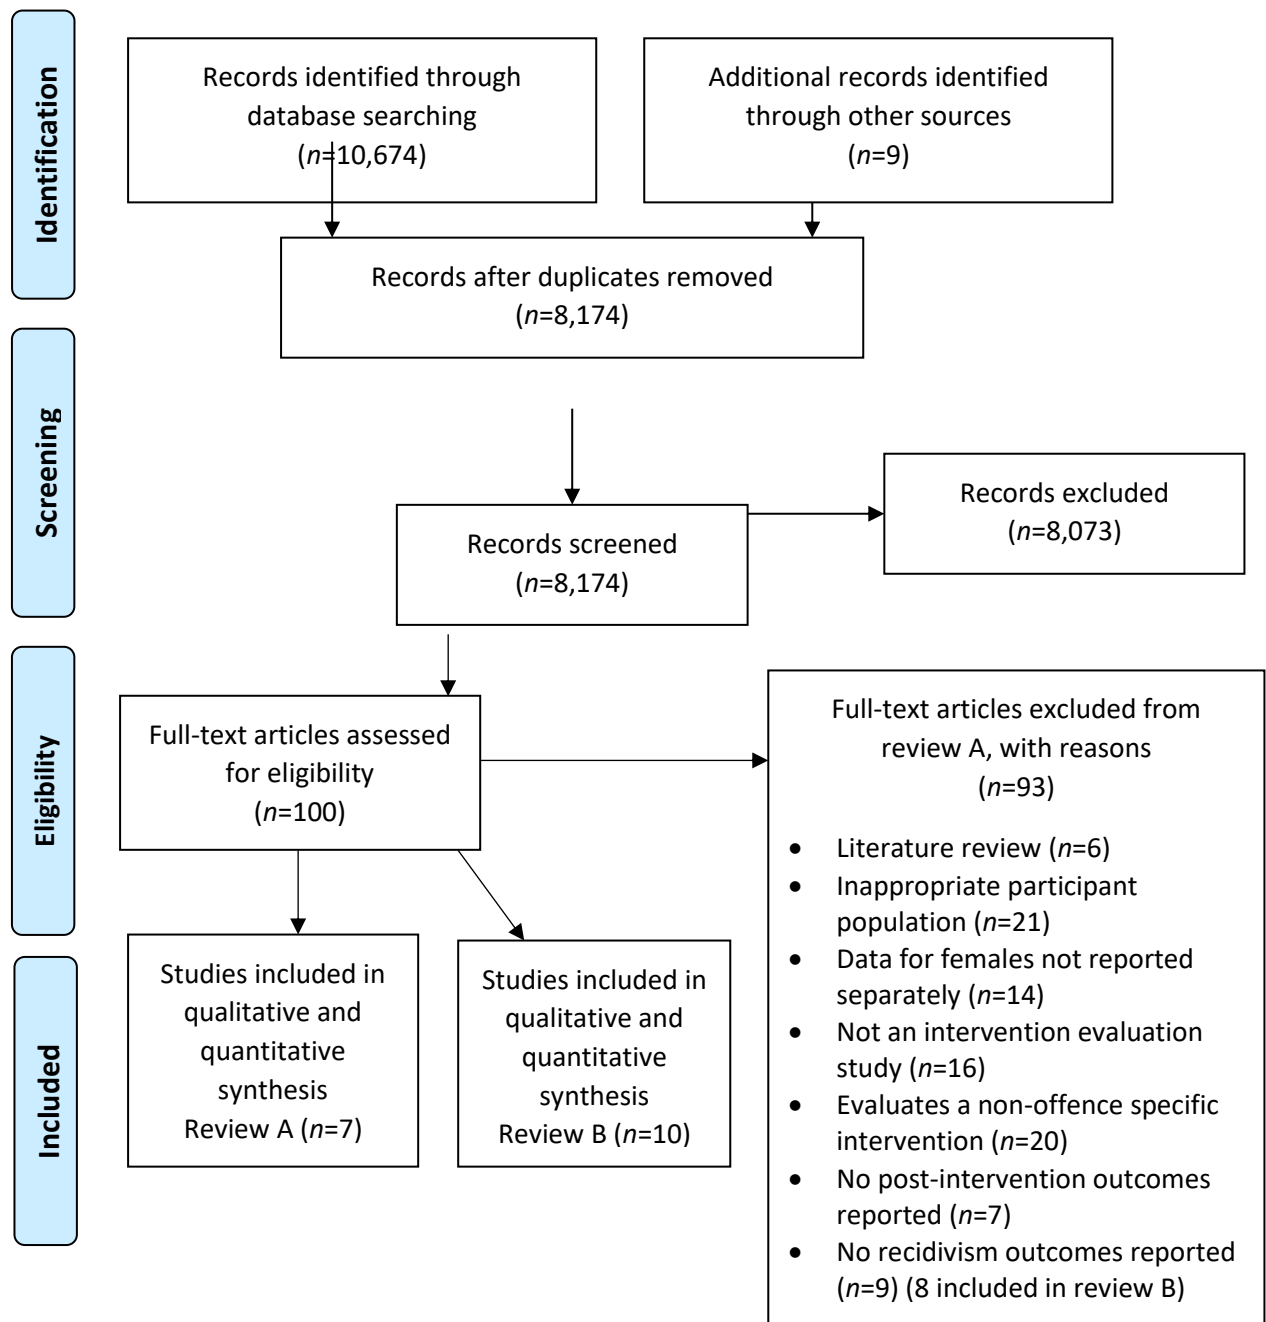 Identification
Records identified through
database searching
(n=10,674)
Additional records identified
through other sources
(n=9)
Records after duplicates removed
(n=8,174)
Screening
Records screened
(n=8,174)
Records excluded
(n=8,073)
Eligibility
Full-text articles assessed
for eligibility
(n=100)
Full-text articles excluded from
review A, with reasons
(n=93)
• Literature review (n=6)
• Inappropriate participant
population (n=21)
• Data for females not reported
separately (n=14)
• Not an intervention evaluation
study (n=16)
• Evaluates a non-offence specific
intervention (n=20)
• No post-intervention outcomes
reported (n=7)
• No recidivism outcomes reported
(n=9) (8 included in review B)
Included
Studies included in
qualitative and
quantitative
synthesis
Review A (n=7)
Studies included in
qualitative and
quantitative
synthesis
Review B (n=10)